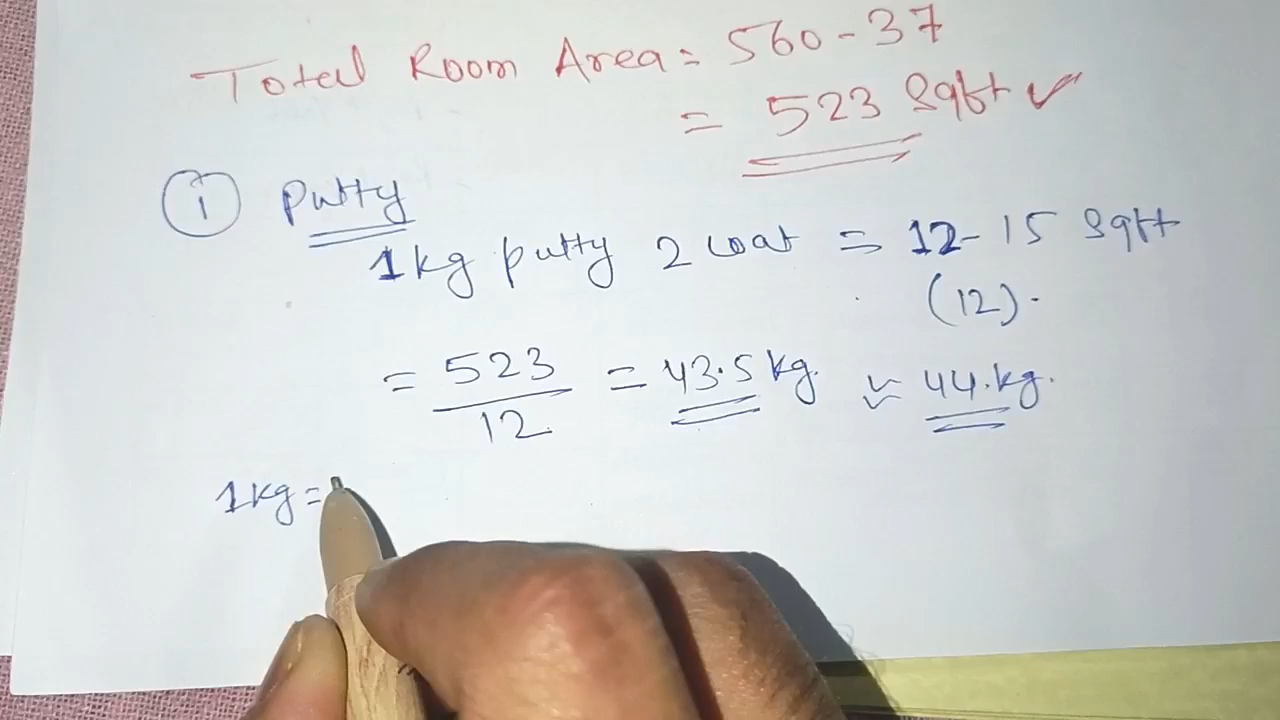 Total Room Area = 560 - 37
= 523 Sqft ✓
① Putty
1kg putty 2 coat = 12-15 Sqft
(12).
= 523/12 = 43.5 kg. ≈ 44.kg.
1kg =